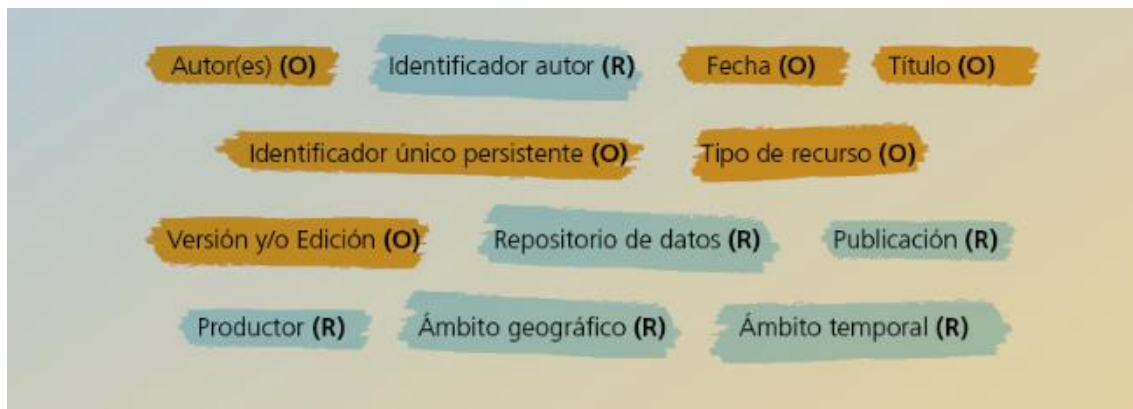 Autor(es) (O) Identificador autor (R) Fecha (O) Título (O)
Identificador único persistente (O) Tipo de recurso (O)
Versión y/o Edición (O) Repositorio de datos (R) Publicación (R)
Productor (R) Ámbito geográfico (R) Ámbito temporal (R)